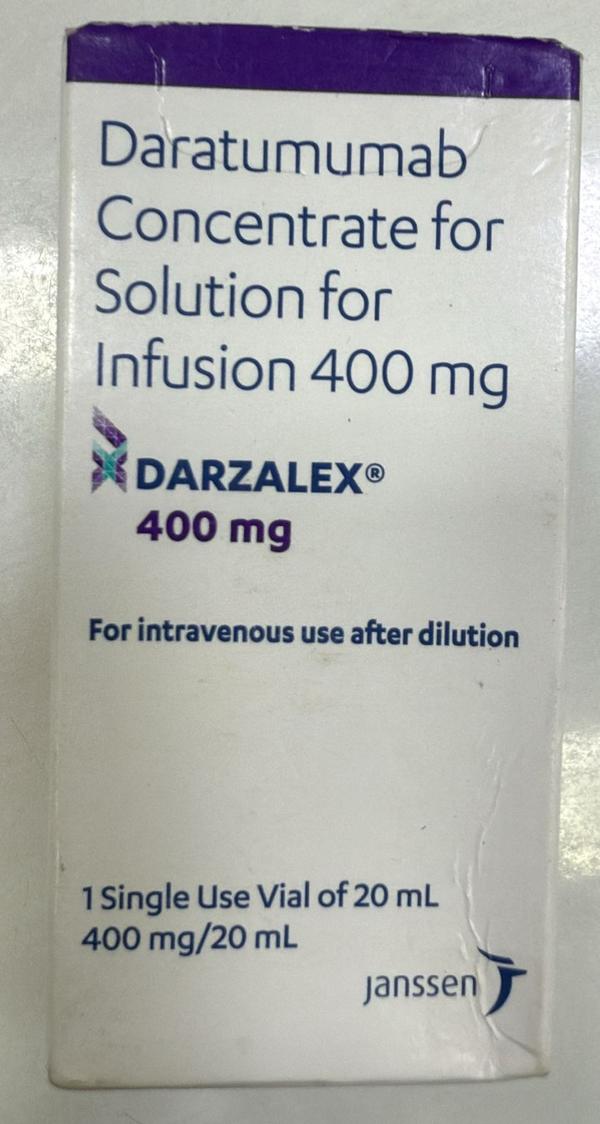 Daratumumab
Concentrate for
Solution for
Infusion 400 mg
DARZALEX®
400 mg
For intravenous use after dilution
1 Single Use Vial of 20 mL
400 mg/20 mL
Janssen